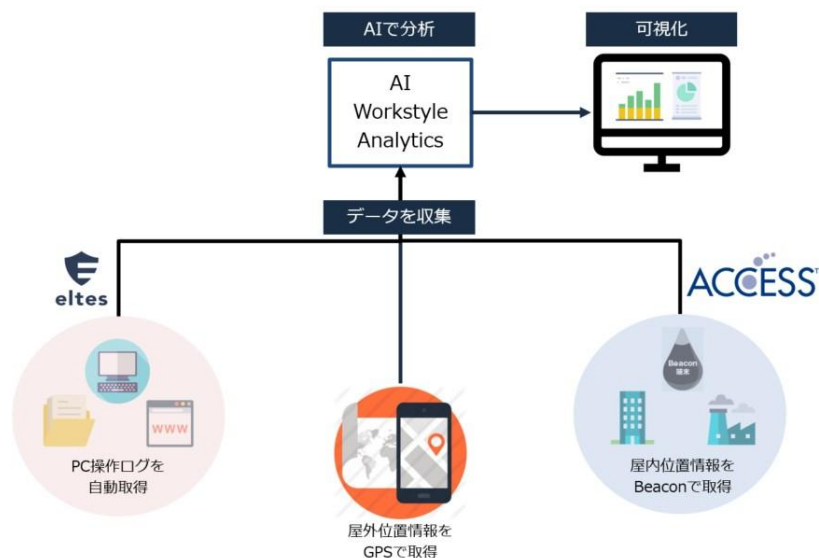 AIで分析
可視化
AI
Workstyle
Analytics
データを収集
eltes
ACCESS
Beacon
端末
www
PC操作ログを
自動取得
屋内位置情報を
Beaconで取得
屋外位置情報を
GPSで取得